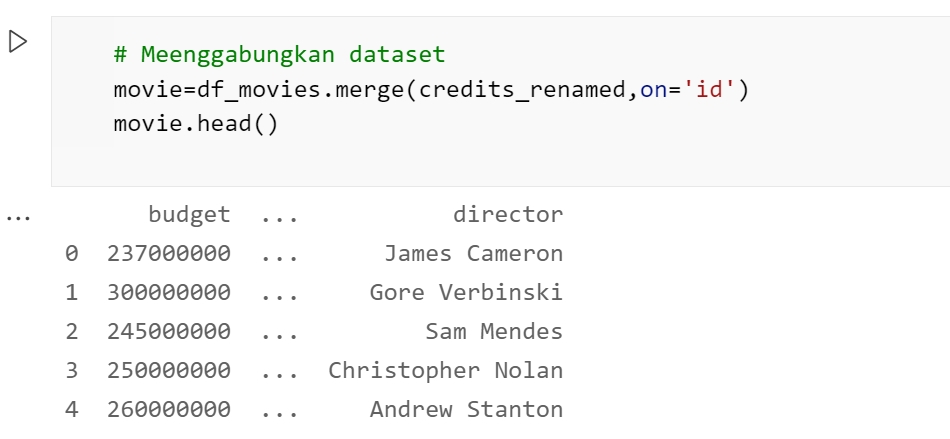 # Meenggabungkan dataset
movie=df_movies.merge(credits_renamed,on='id')
movie.head()
... budget ... director
0 237000000 ... James Cameron
1 300000000 ... Gore Verbinski
2 245000000 ... Sam Mendes
3 250000000 ... Christopher Nolan
4 260000000 ... Andrew Stanton